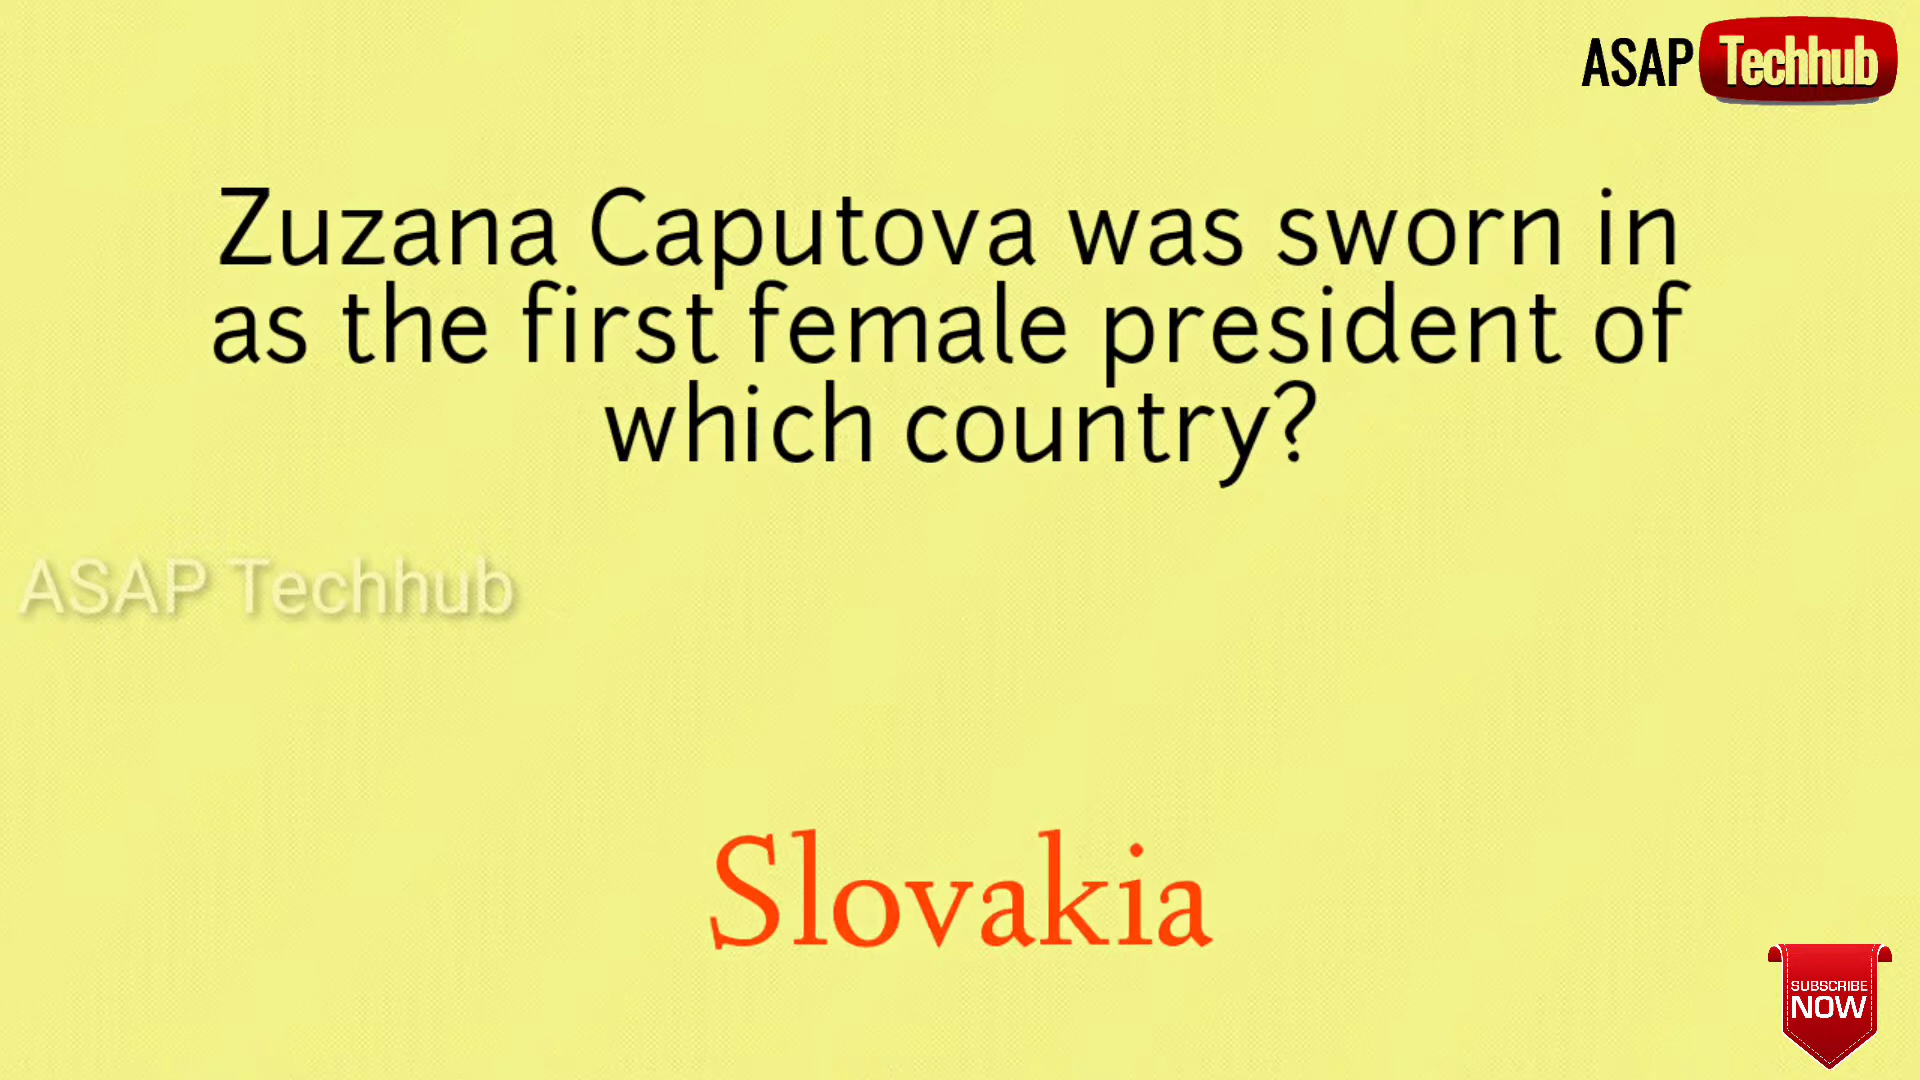 ASAP Techhub
Zuzana Caputova was sworn in
as the first female president of
which country?
ASAP Techhub
Slovakia
SUBSCRIBE
NOW